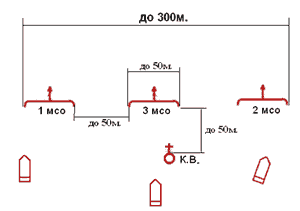 до 300м.
до 50м.
1 мсо
3 мсо
2 мсо
до 50м.
до 50м.
К.В.